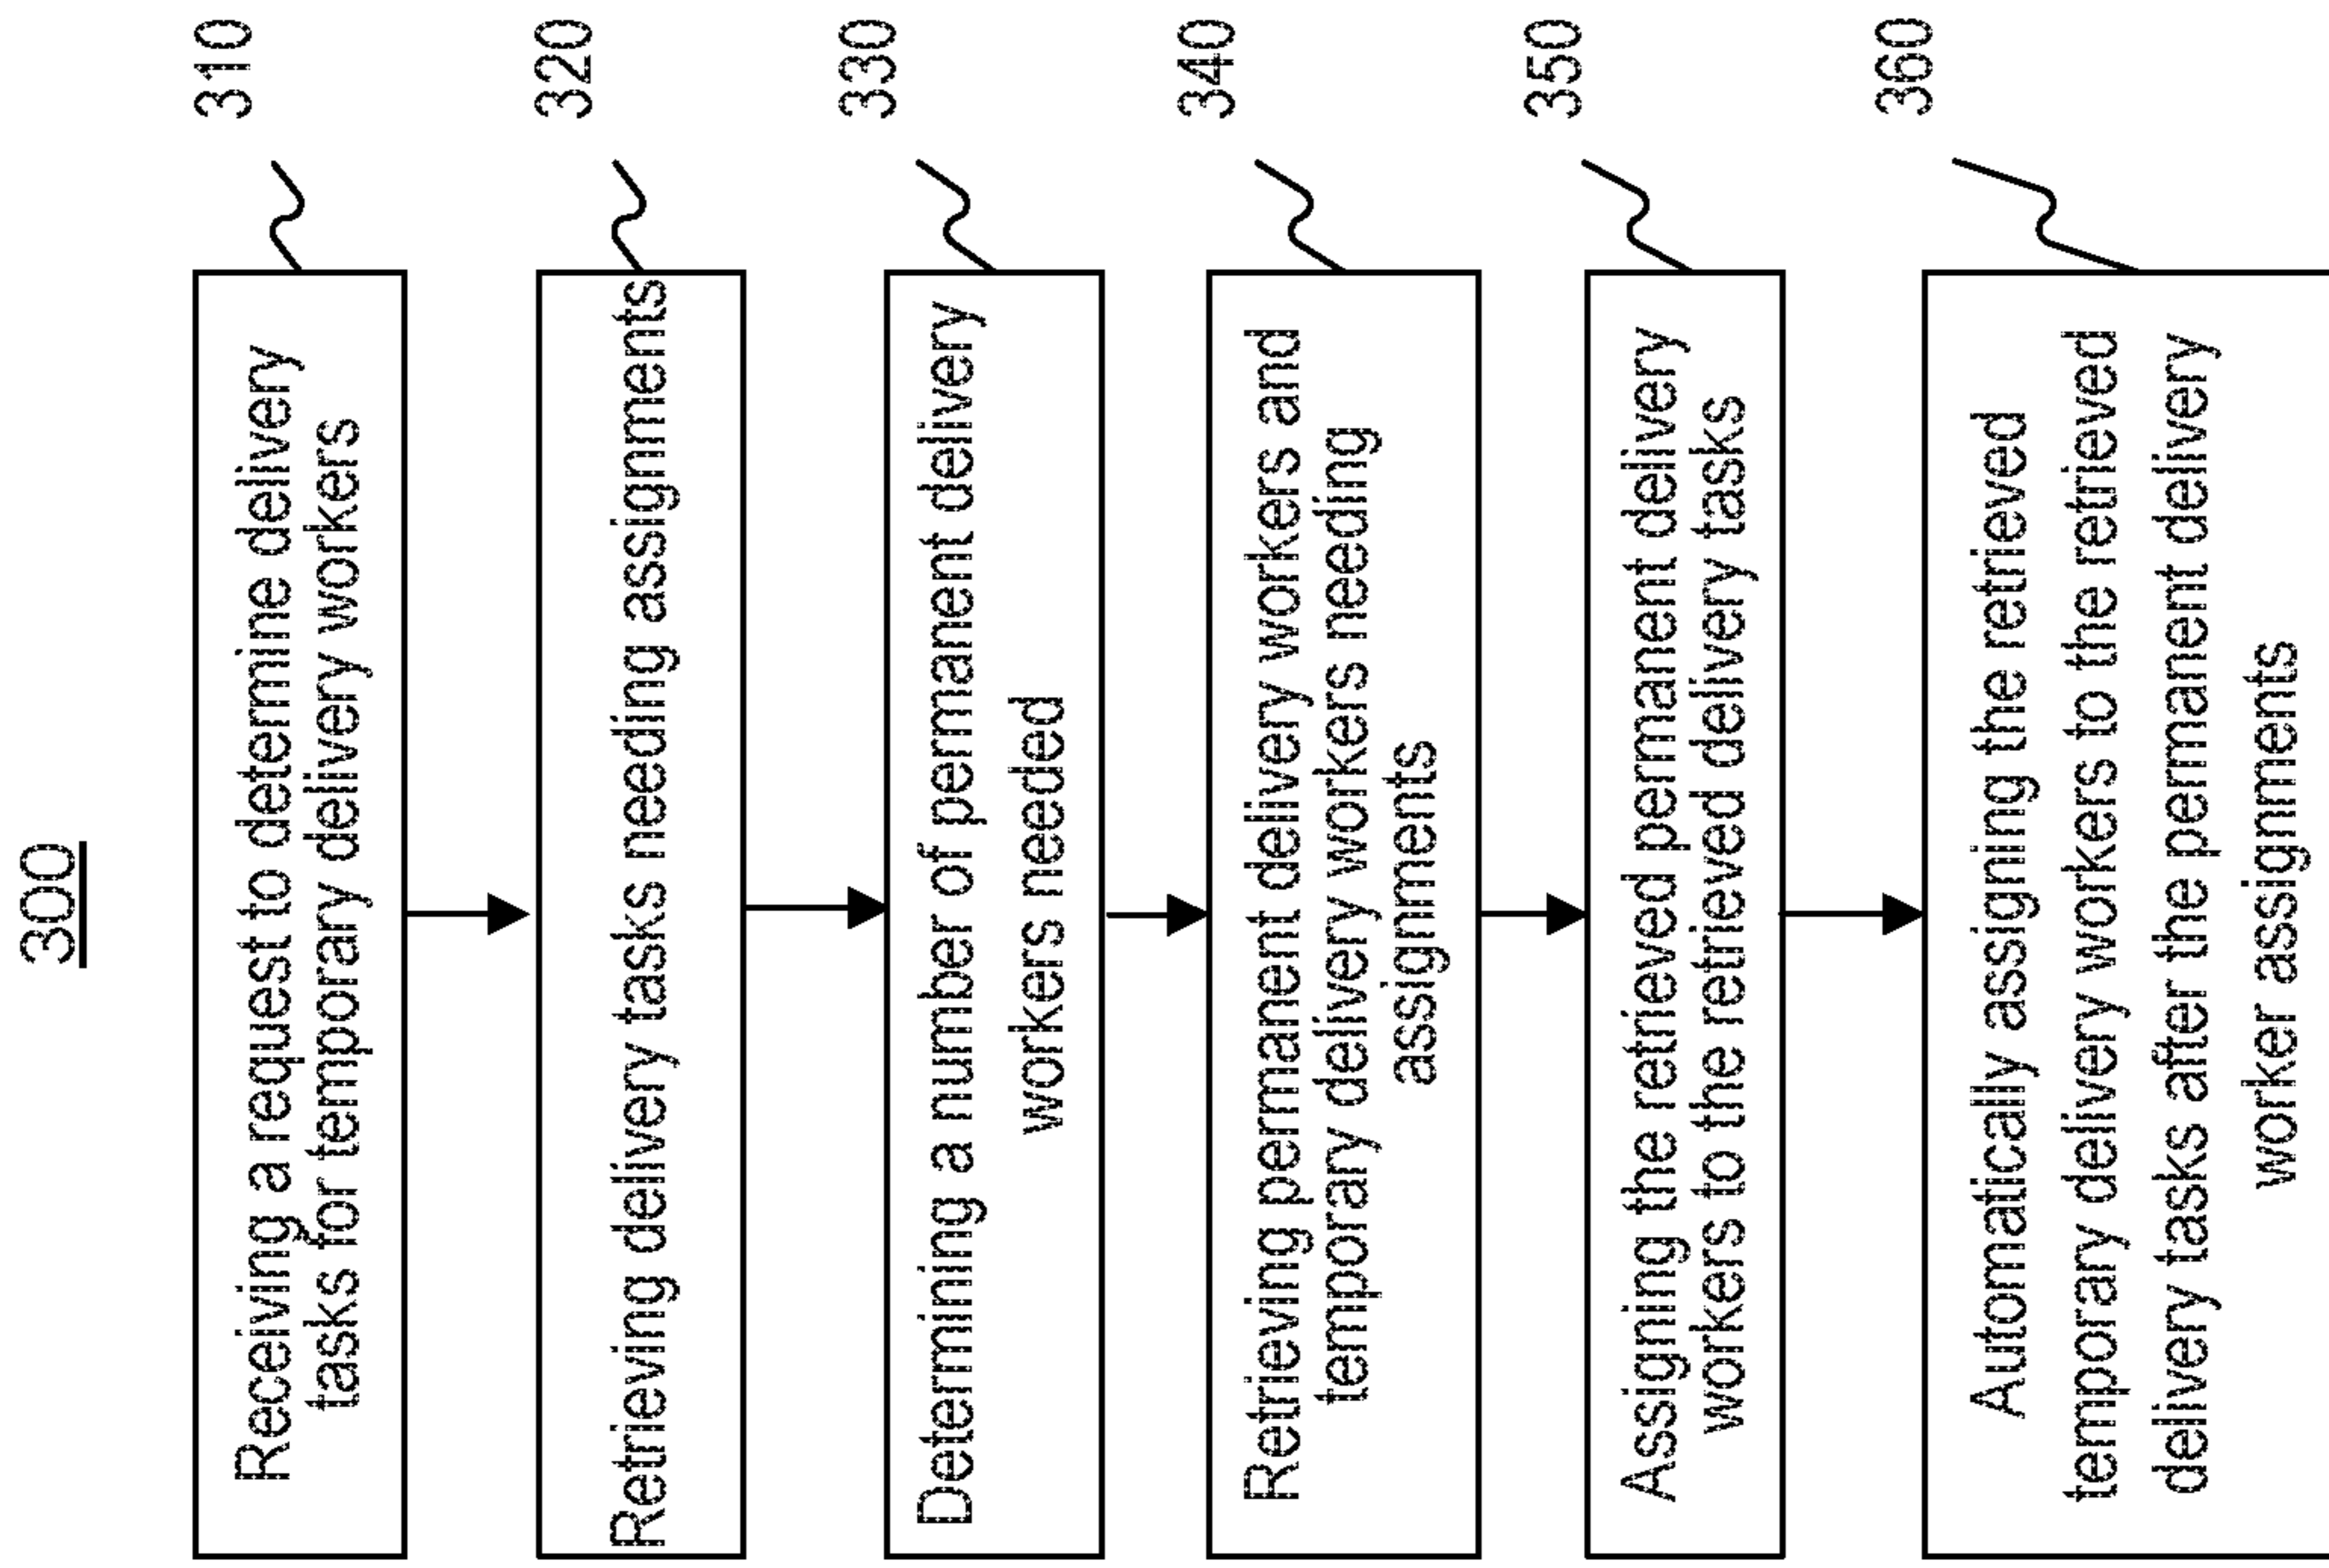 300
Receiving a request to determine delivery
tasks for temporary delivery workers
310
Retrieving delivery tasks needing assignments
320
Determining a number of permanent delivery
workers needed
330
Retrieving permanent delivery workers and
temporary delivery workers needing
assignments
340
Assigning the retrieved permanent delivery
workers to the retrieved delivery tasks
350
Automatically assigning the retrieved
temporary delivery workers to the retrieved
delivery tasks after the permanent delivery
worker assignments
360